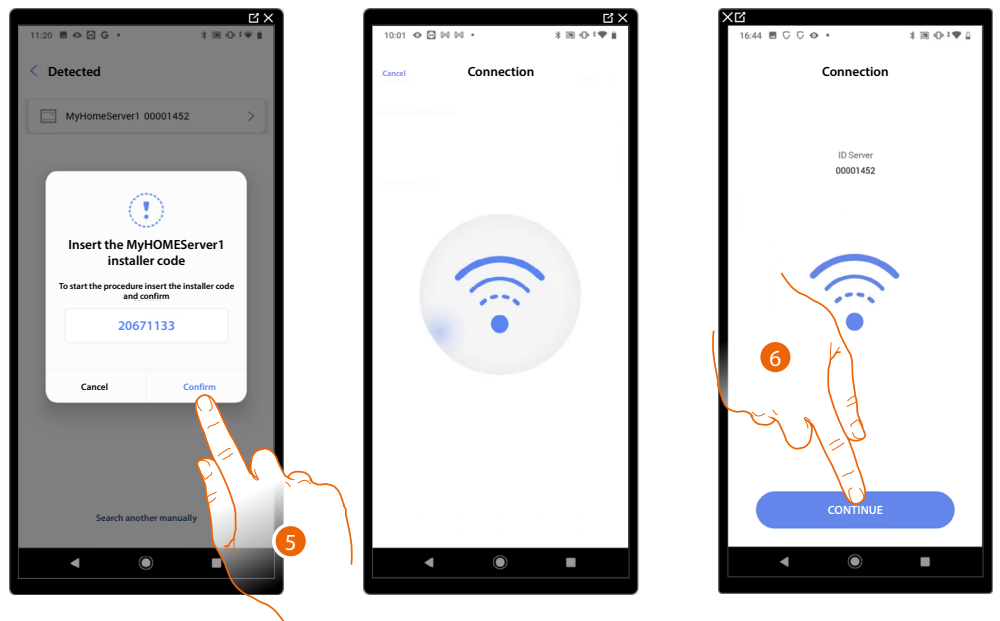 11:20
Detected
MyHomeServer1 00001452
Insert the MyHOMEServer1
installer code
To start the procedure insert the installer code
and confirm
20671133
Cancel
Confirm
Search another manually
5
10:01
Cancel
Connection
16:44
Connection
ID Server
00001452
6
CONTINUE